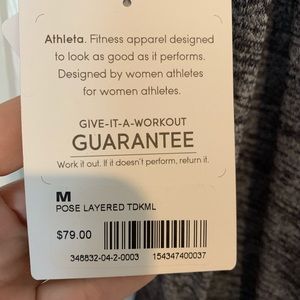 Athleta. Fitness apparel designed
to look as good as it performs.
Designed by women athletes
for women athletes.
GIVE-IT-A-WORKOUT
GUARANTEE
Work it out. If it doesn't perform, return it.
M
POSE LAYERED TDKML
$79.00
348832-04-2-0003 154347400037